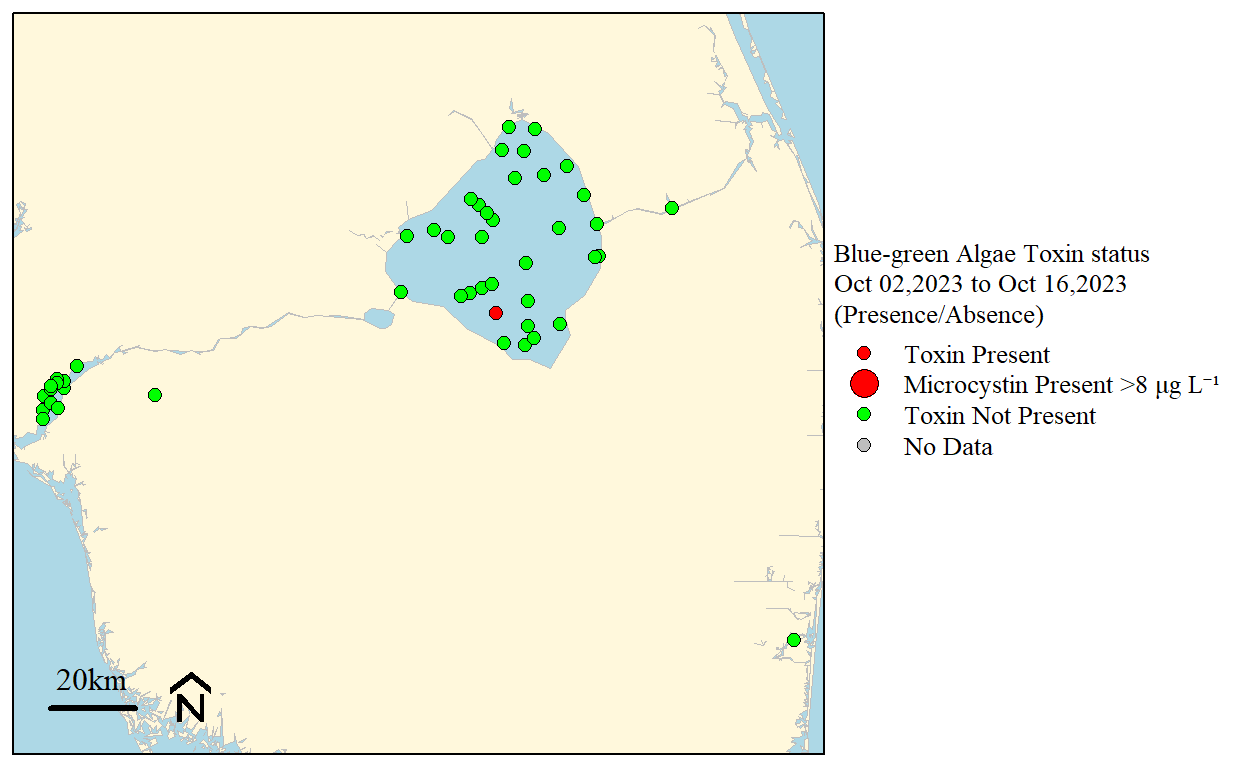 Blue-green Algae Toxin status
Oct 02,2023 to Oct 16,2023
(Presence/Absence)
Toxin Present
Microcystin Present >8 μg L⁻¹
Toxin Not Present
No Data
20km
N